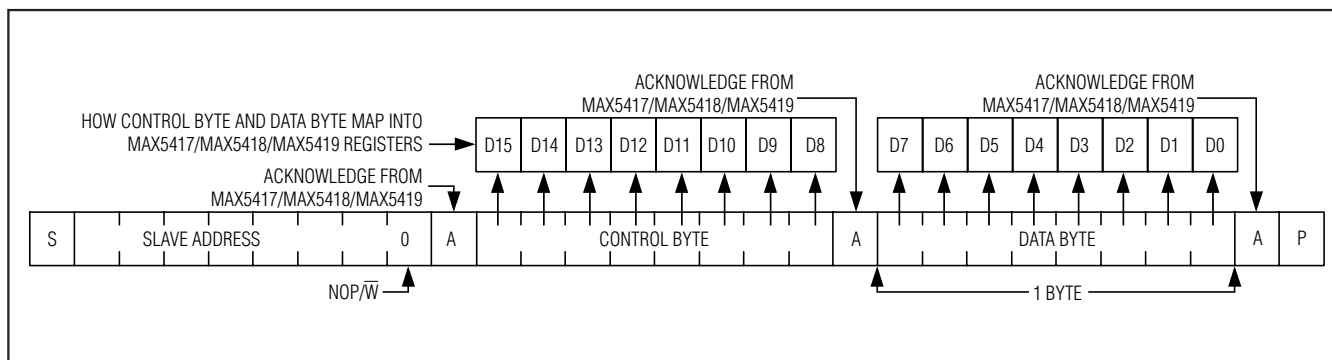 ACKNOWLEDGE FROM
MAX5417/MAX5418/MAX5419
ACKNOWLEDGE FROM
MAX5417/MAX5418/MAX5419
HOW CONTROL BYTE AND DATA BYTE MAP INTO
MAX5417/MAX5418/MAX5419 REGISTERS
D15 D14 D13 D12 D11 D10 D9 D8
D7 D6 D5 D4 D3 D2 D1 D0
ACKNOWLEDGE FROM
MAX5417/MAX5418/MAX5419
S SLAVE ADDRESS 0 A CONTROL BYTE A DATA BYTE A P
NOP/W̅
1 BYTE